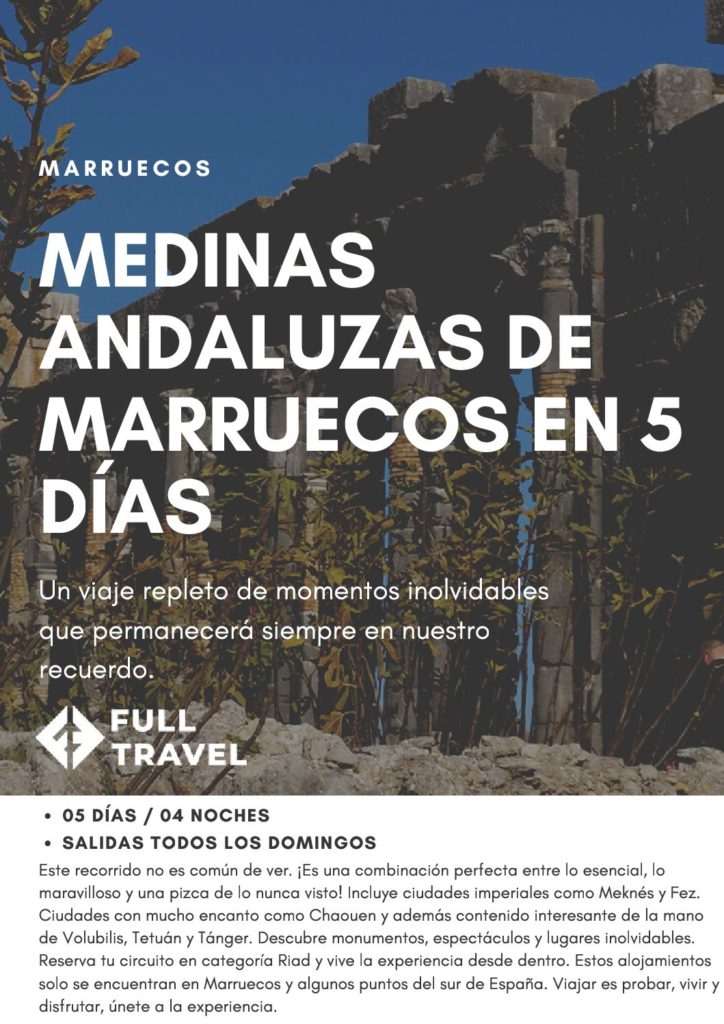 MARRUECOS
MEDINAS
ANDALUZAS DE
MARRUECOS EN 5
DÍAS
Un viaje repleto de momentos inolvidables
que permanecerá siempre en nuestro
recuerdo.
FULL
TRAVEL
• 05 DÍAS / 04 NOCHES
• SALIDAS TODOS LOS DOMINGOS
Este recorrido no es común de ver. ¡Es una combinación perfecta entre lo esencial, lo
maravilloso y una pizca de lo nunca visto! Incluye ciudades imperiales como Meknés y Fez.
Ciudades con mucho encanto como Chaouen y además contenido interesante de la mano
de Volubilis, Tetuán y Tánger. Descubre monumentos, espectáculos y lugares inolvidables.
Reserva tu circuito en categoría Riad y vive la experiencia desde dentro. Estos alojamientos
solo se encuentran en Marruecos y algunos puntos del sur de España. Viajar es probar, vivir y
disfrutar, únete a la experiencia.